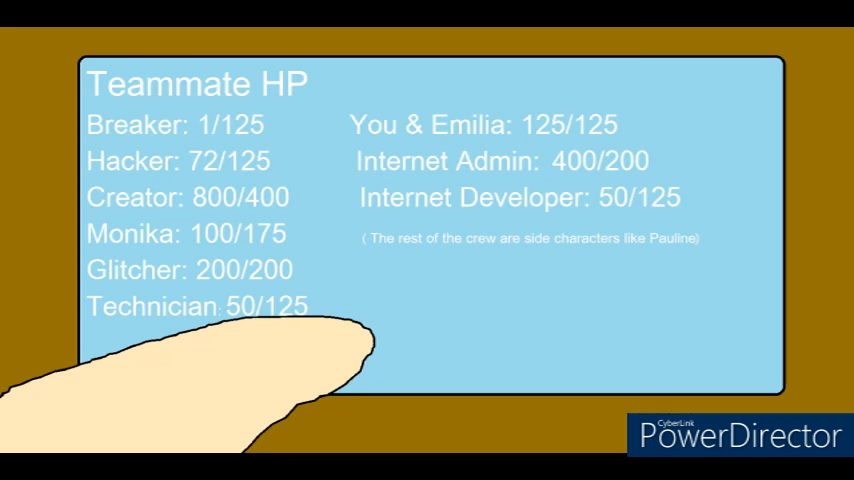 Teammate HP
Breaker: 1/125
Hacker: 72/125
Creator: 800/400
Monika: 100/175
Glitcher: 200/200
Technician: 50/125
You & Emilia: 125/125
Internet Admin: 400/200
Internet Developer: 50/125
( The rest of the crew are side characters like Pauline)
CyberLink
PowerDirector